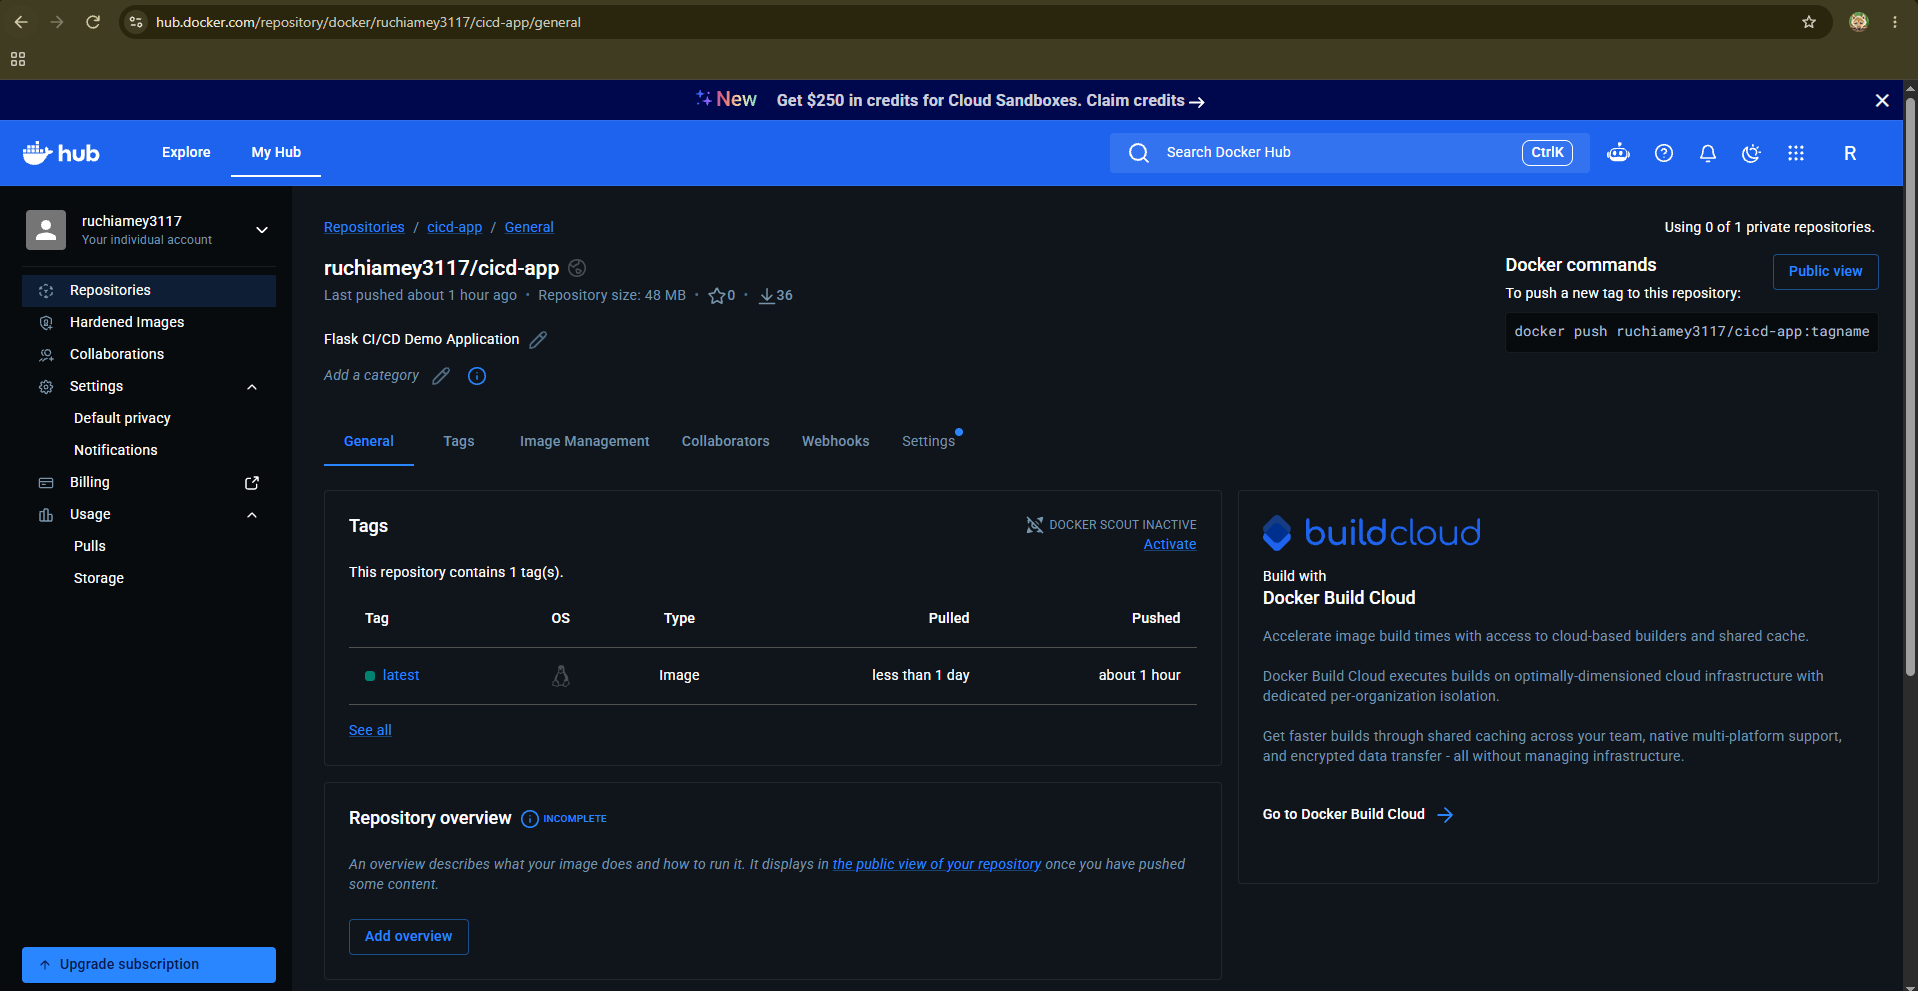 hub.docker.com/repository/docker/ruchiamey3117/cicd-app/general
New Get $250 in credits for Cloud Sandboxes. Claim credits →
hub Explore My Hub Search Docker Hub CtrlK R
ruchiamey3117
Your individual account
Repositories
Hardened Images
Collaborations
Settings
Default privacy
Notifications
Billing
Usage
Pulls
Storage
Upgrade subscription
Repositories / cicd-app / General
Using 0 of 1 private repositories.
ruchiamey3117/cicd-app
Last pushed about 1 hour ago • Repository size: 48 MB • 0 • 36
Flask CI/CD Demo Application
Add a category
Docker commands
Public view
To push a new tag to this repository:
docker push ruchiamey3117/cicd-app:tagname
General Tags Image Management Collaborators Webhooks Settings
Tags
DOCKER SCOUT INACTIVE
Activate
This repository contains 1 tag(s).
Tag OS Type Pulled Pushed
latest Image less than 1 day about 1 hour
See all
Repository overview INCOMPLETE
An overview describes what your image does and how to run it. It displays in the public view of your repository once you have pushed
some content.
Add overview
buildcloud
Build with
Docker Build Cloud
Accelerate image build times with access to cloud-based builders and shared cache.
Docker Build Cloud executes builds on optimally-dimensioned cloud infrastructure with
dedicated per-organization isolation.
Get faster builds through shared caching across your team, native multi-platform support,
and encrypted data transfer - all without managing infrastructure.
Go to Docker Build Cloud →